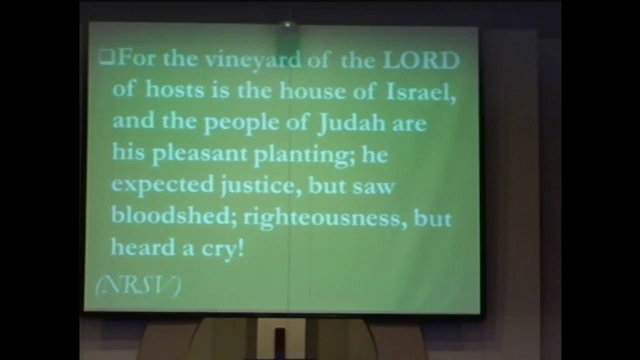 ❑For the vineyard of the LORD
of hosts is the house of Israel,
and the people of Judah are
his pleasant planting; he
expected justice, but saw
bloodshed; righteousness, but
heard a cry!
(NRSV)